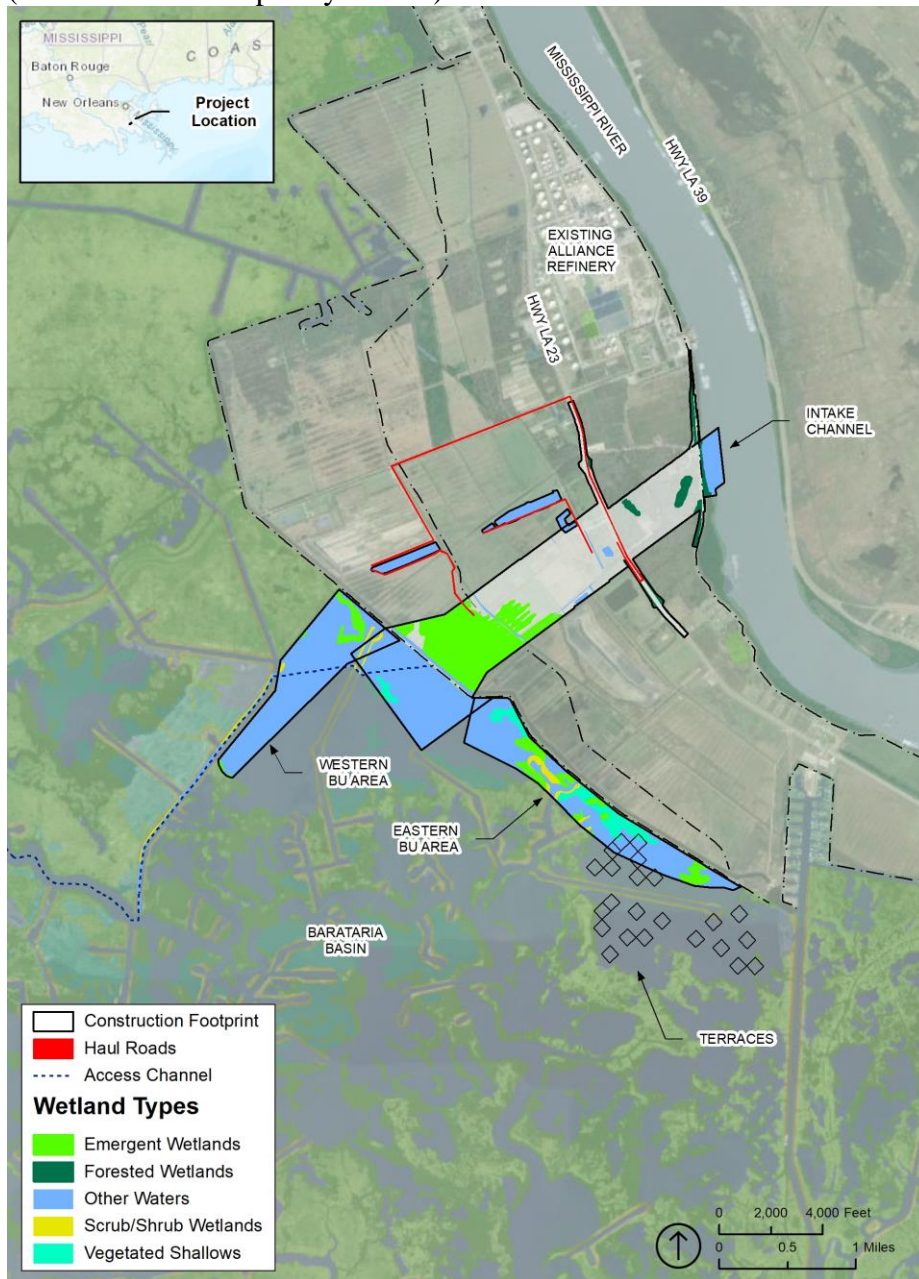 MISSISSIPPI
COAS
Baton Rouge
New Orleans
Project
Location
MISSISSIPPI RIVER
HWY LA 39
EXISTING
ALLIANCE
REFINERY
HWY LA 23
INTAKE
CHANNEL
WESTERN
BU AREA
EASTERN
BU AREA
BARATARIA
BASIN
TERRACES
Construction Footprint
Haul Roads
Access Channel
Wetland Types
Emergent Wetlands
Forested Wetlands
Other Waters
Scrub/Shrub Wetlands
Vegetated Shallows
0 2,000 4,000 Feet
0 0.5 1 Miles